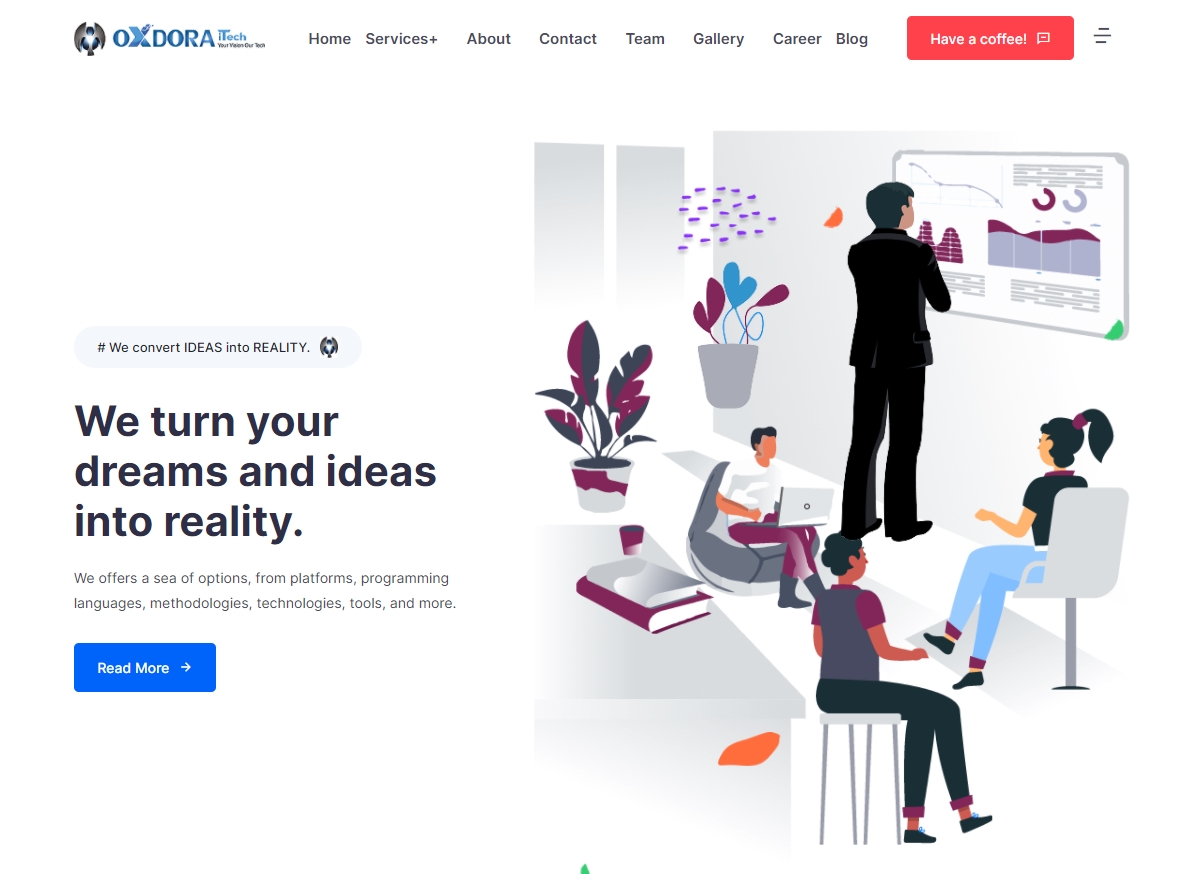 OXDORA iTech
Your Vision Our Tech
Home Services+ About Contact Team Gallery Career Blog
Have a coffee!
# We convert IDEAS into REALITY.
We turn your
dreams and ideas
into reality.
We offers a sea of options, from platforms, programming
languages, methodologies, technologies, tools, and more.
Read More